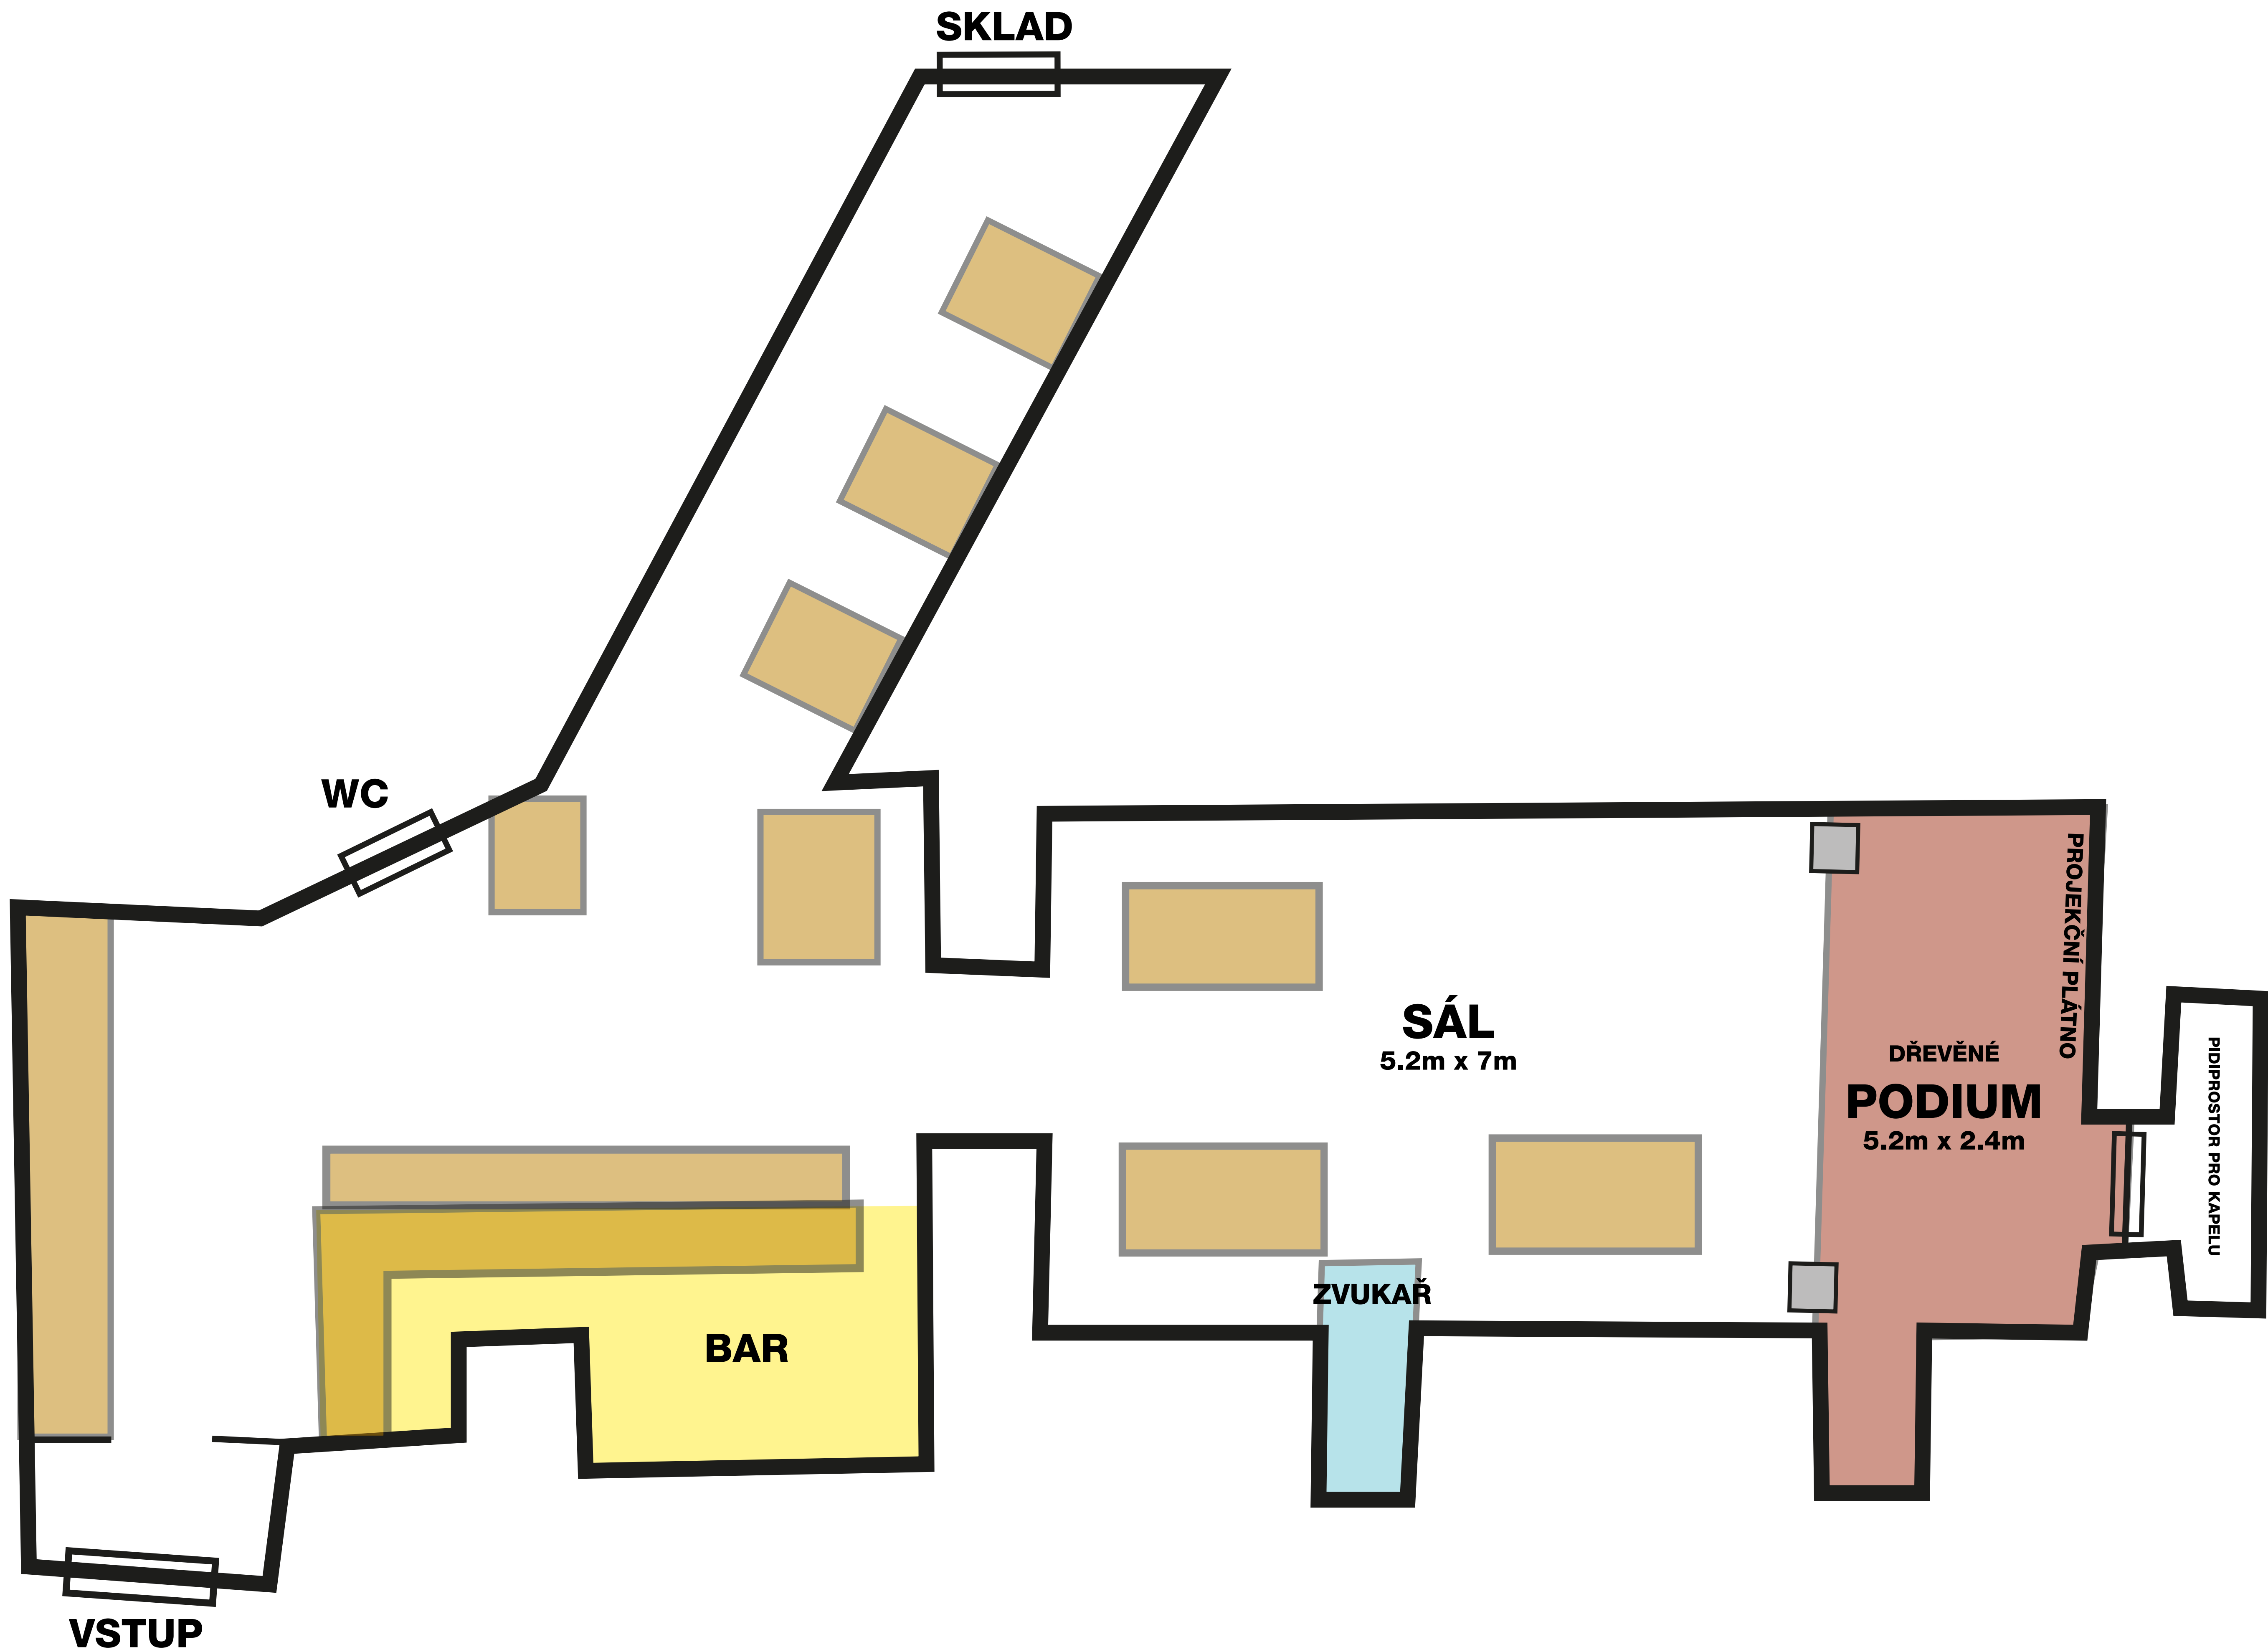 SKLAD
WC
PROJEKČNÍ PLÁTNO
SÁL
5.2m x 7m
DŘEVĚNÉ
PODIUM
5.2m x 2.4m
PIDIPROSTOR PRO KAPELU
ZVUKAŘ
BAR
VSTUP